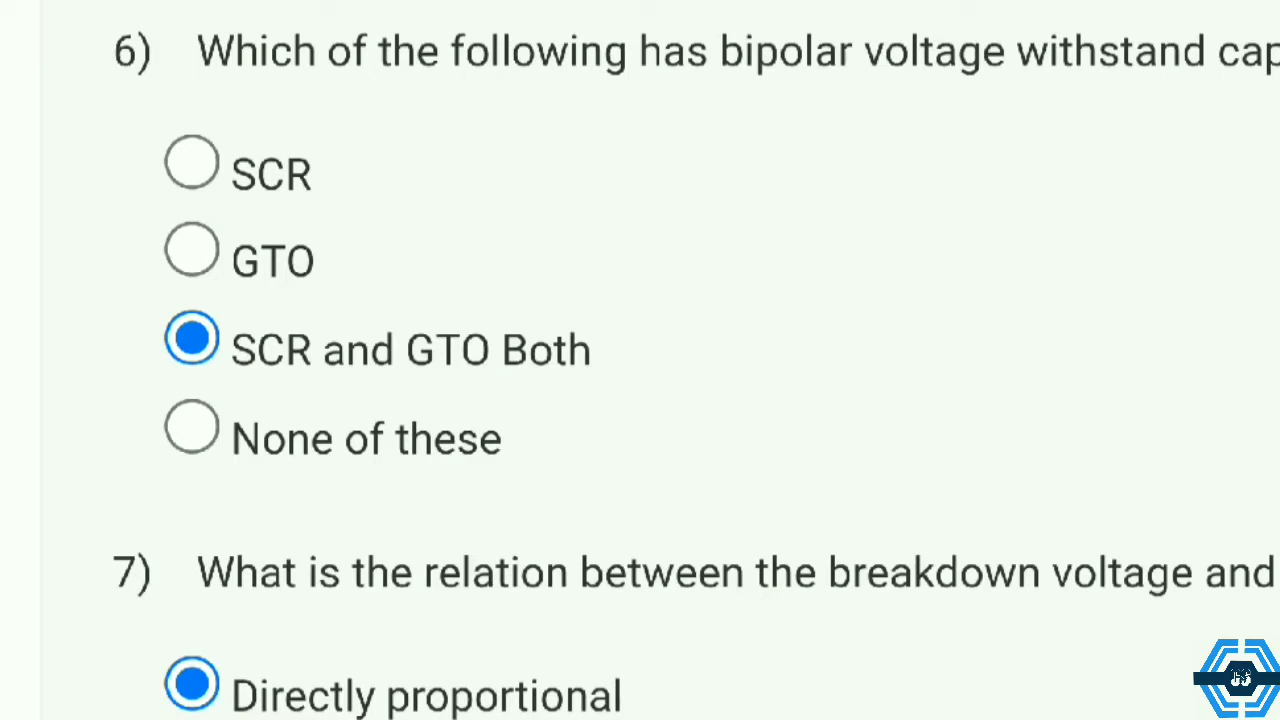 6) Which of the following has bipolar voltage withstand cap
SCR
GTO
SCR and GTO Both
None of these
7) What is the relation between the breakdown voltage and
Directly proportional